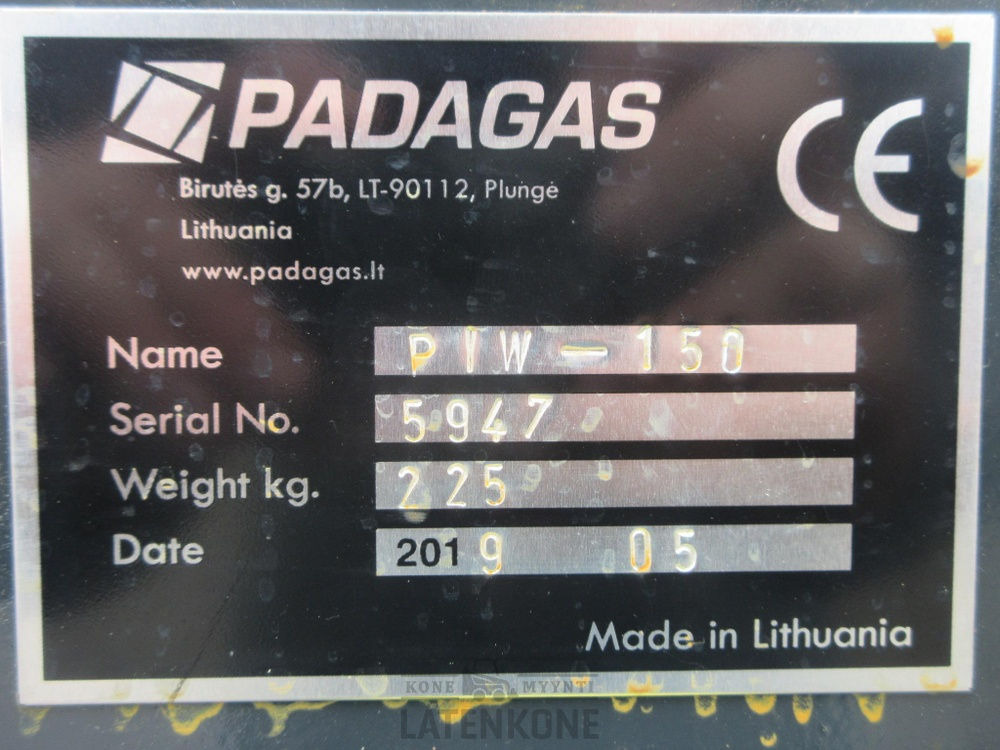 PADAGAS
CE
Birutės g. 57b, LT-90112, Plungė
Lithuania
www.padagas.lt
Name PIW-150
Serial No. 5947
Weight kg. 225
Date 2019 05
Made in Lithuania
KONE MYYNTI
LATENKONE